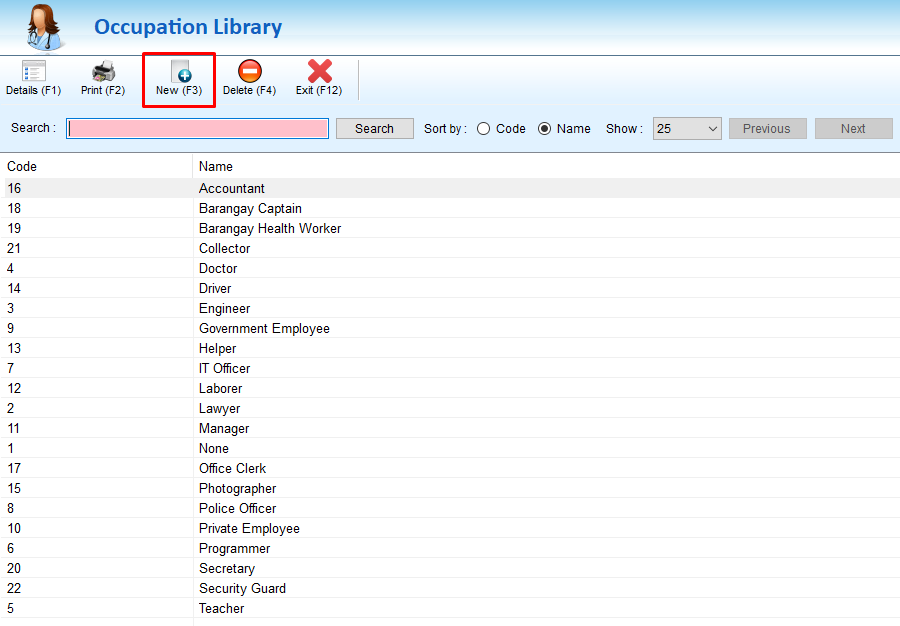 Occupation Library
Details (F1) Print (F2) New (F3) Delete (F4) Exit (F12)
Search : Search Sort by : Code Name Show : 25 Previous Next
Code Name
16 Accountant
18 Barangay Captain
19 Barangay Health Worker
21 Collector
4 Doctor
14 Driver
3 Engineer
9 Government Employee
13 Helper
7 IT Officer
12 Laborer
2 Lawyer
11 Manager
1 None
17 Office Clerk
15 Photographer
8 Police Officer
10 Private Employee
6 Programmer
20 Secretary
22 Security Guard
5 Teacher